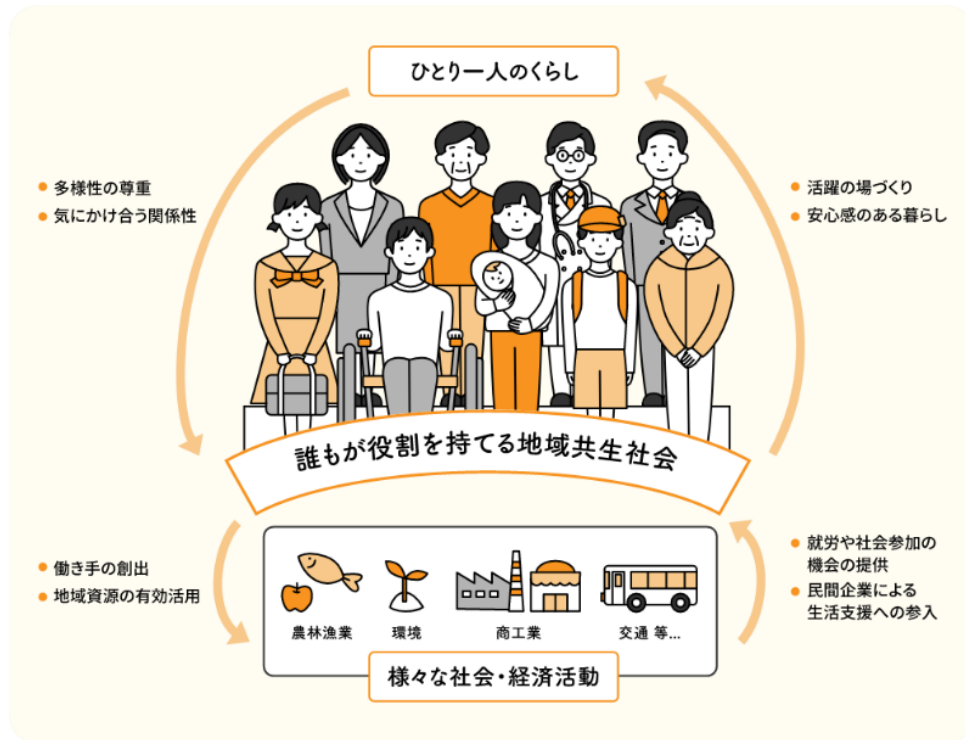 ひとり一人のくらし
● 多様性の尊重
● 気にかけ合う関係性
● 活躍の場づくり
● 安心感のある暮らし
誰もが役割を持てる地域共生社会
● 働き手の創出
● 地域資源の有効活用
● 就労や社会参加の
機会の提供
● 民間企業による
生活支援への参入
農林漁業
環境
商工業
交通 等...
様々な社会・経済活動